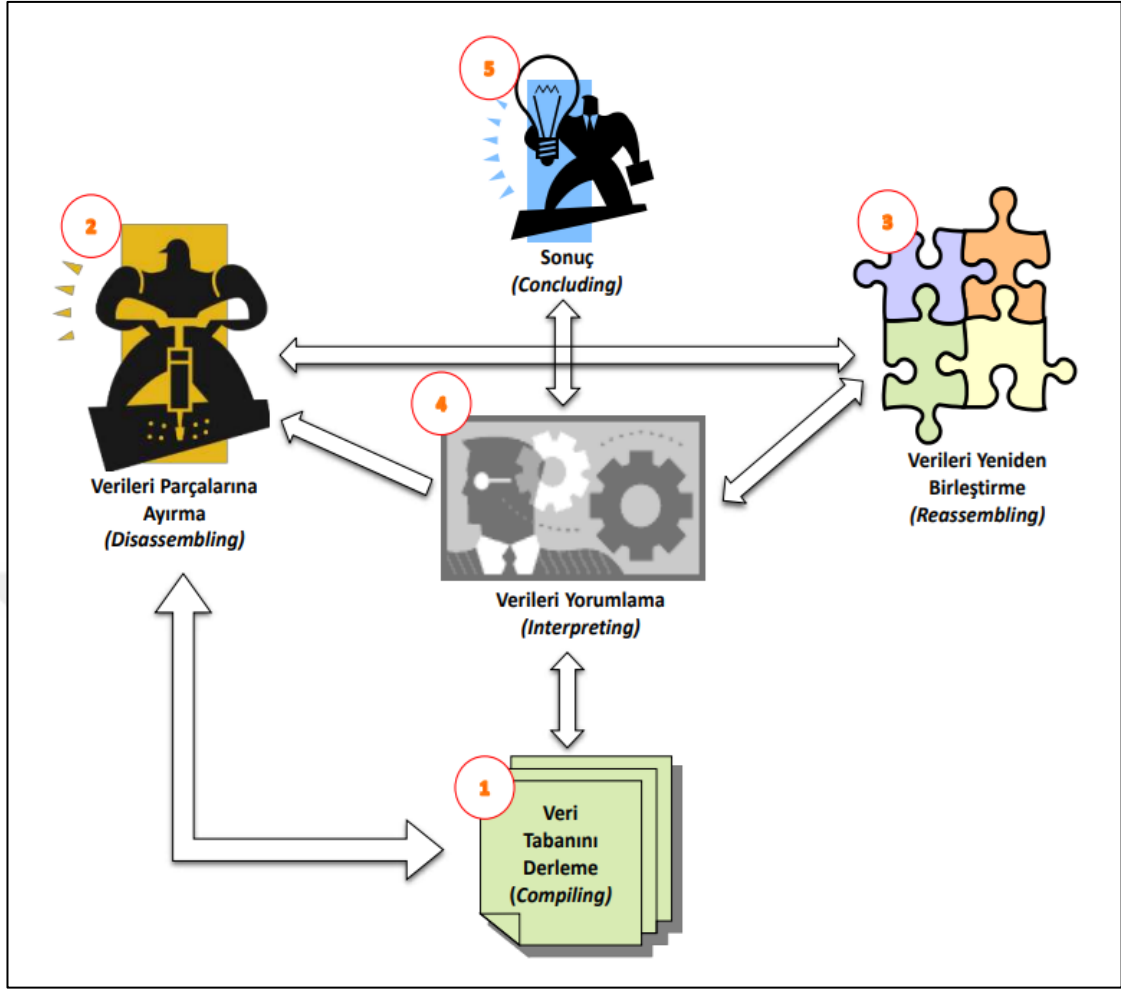 5
Sonuç
(Concluding)
2
Verileri Parçalarına
Ayırma
(Disassembling)
3
Verileri Yeniden
Birleştirme
(Reassembling)
4
Verileri Yorumlama
(Interpreting)
1
Veri
Tabanını
Derleme
(Compiling)